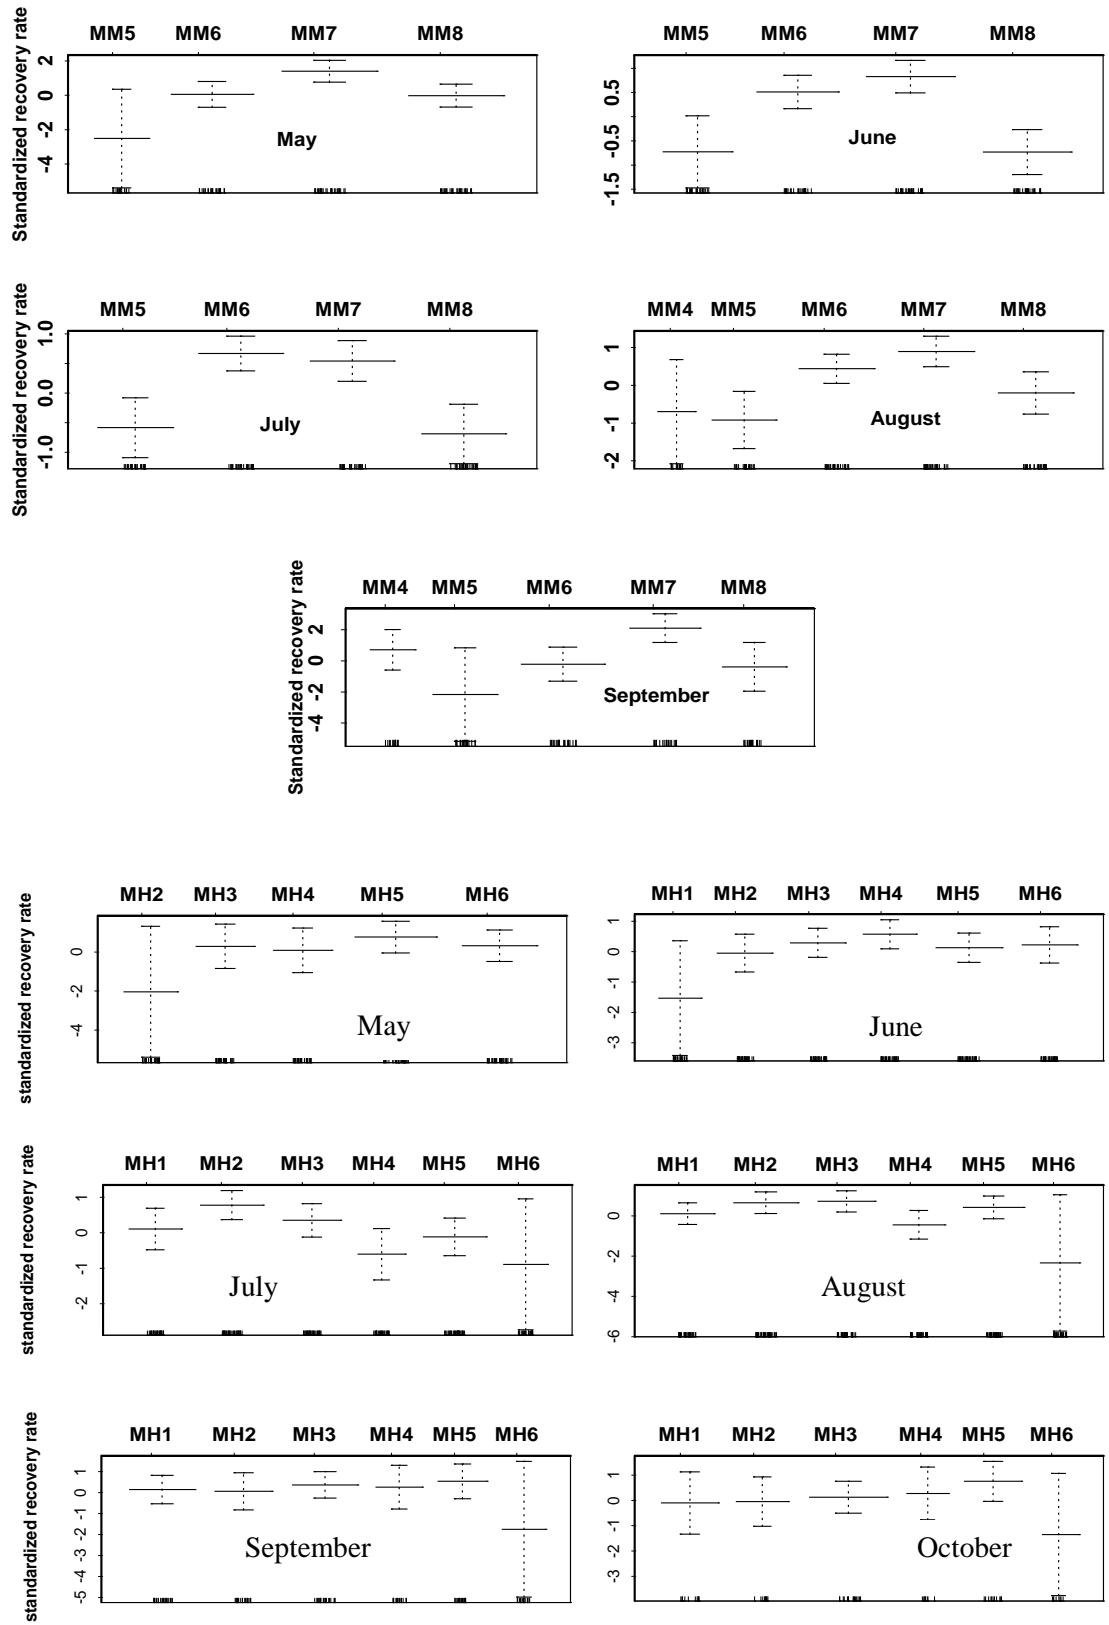 MM5 MM6 MM7 MM8
Standardized recovery rate
2
0
-2
-4
May
MM5 MM6 MM7 MM8
0.5
-0.5
-1.5
June
MM5 MM6 MM7 MM8
Standardized recovery rate
1.0
0.0
-1.0
July
MM4 MM5 MM6 MM7 MM8
1
0
-1
-2
August
MM4 MM5 MM6 MM7 MM8
Standardized recovery rate
2
0
-2
-4
September
MH2 MH3 MH4 MH5 MH6
standardized recovery rate
0
-2
-4
May
MH1 MH2 MH3 MH4 MH5 MH6
1
0
-1
-2
-3
June
MH1 MH2 MH3 MH4 MH5 MH6
standardized recovery rate
1
0
-1
-2
July
MH1 MH2 MH3 MH4 MH5 MH6
0
-2
-4
-6
August
MH1 MH2 MH3 MH4 MH5 MH6
standardized recovery rate
1
0
-1
-2
-3
-4
-5
September
MH1 MH2 MH3 MH4 MH5 MH6
1
0
-1
-2
-3
October